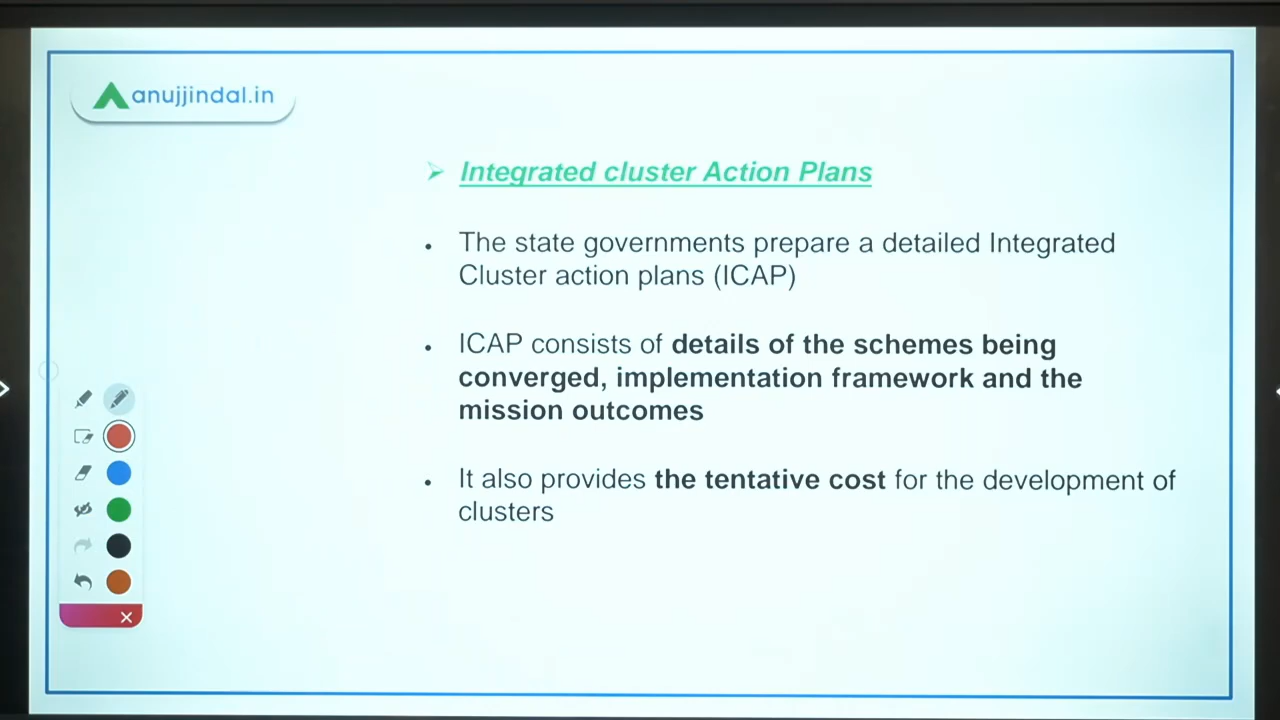 anujjindal.in
Integrated cluster Action Plans
The state governments prepare a detailed Integrated
Cluster action plans (ICAP)
ICAP consists of details of the schemes being
converged, implementation framework and the
mission outcomes
It also provides the tentative cost for the development of
clusters